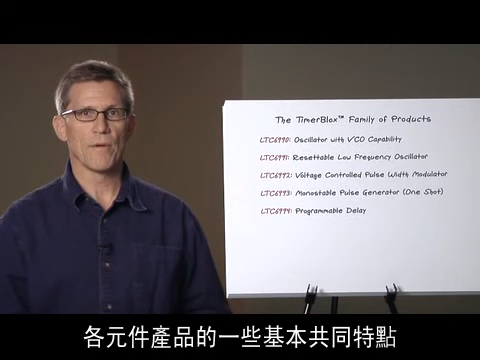 The TimerBlox™ Family of Products
LTC6990: Oscillator with VCO Capability
LTC6991: Resettable Low Frequency Oscillator
LTC6992: Voltage Controlled Pulse Width Modulator
LTC6993: Monostable Pulse Generator (One Shot)
LTC6994: Programmable Delay
各元件產品的一些基本共同特點